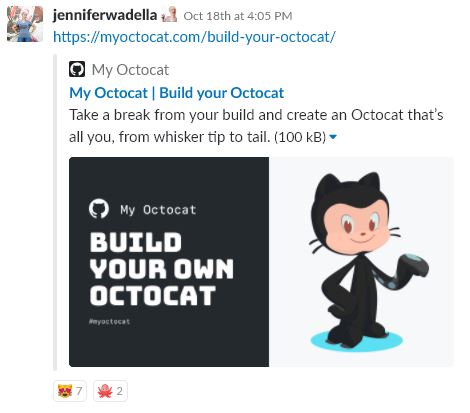 jenniferwadella Oct 18th at 4:05 PM
https://myoctocat.com/build-your-octocat/
My Octocat
My Octocat | Build your Octocat
Take a break from your build and create an Octocat that's
all you, from whisker tip to tail. (100 kB)
My Octocat
BUILD
YOUR OWN
OCTOCAT
#myoctocat
7
2